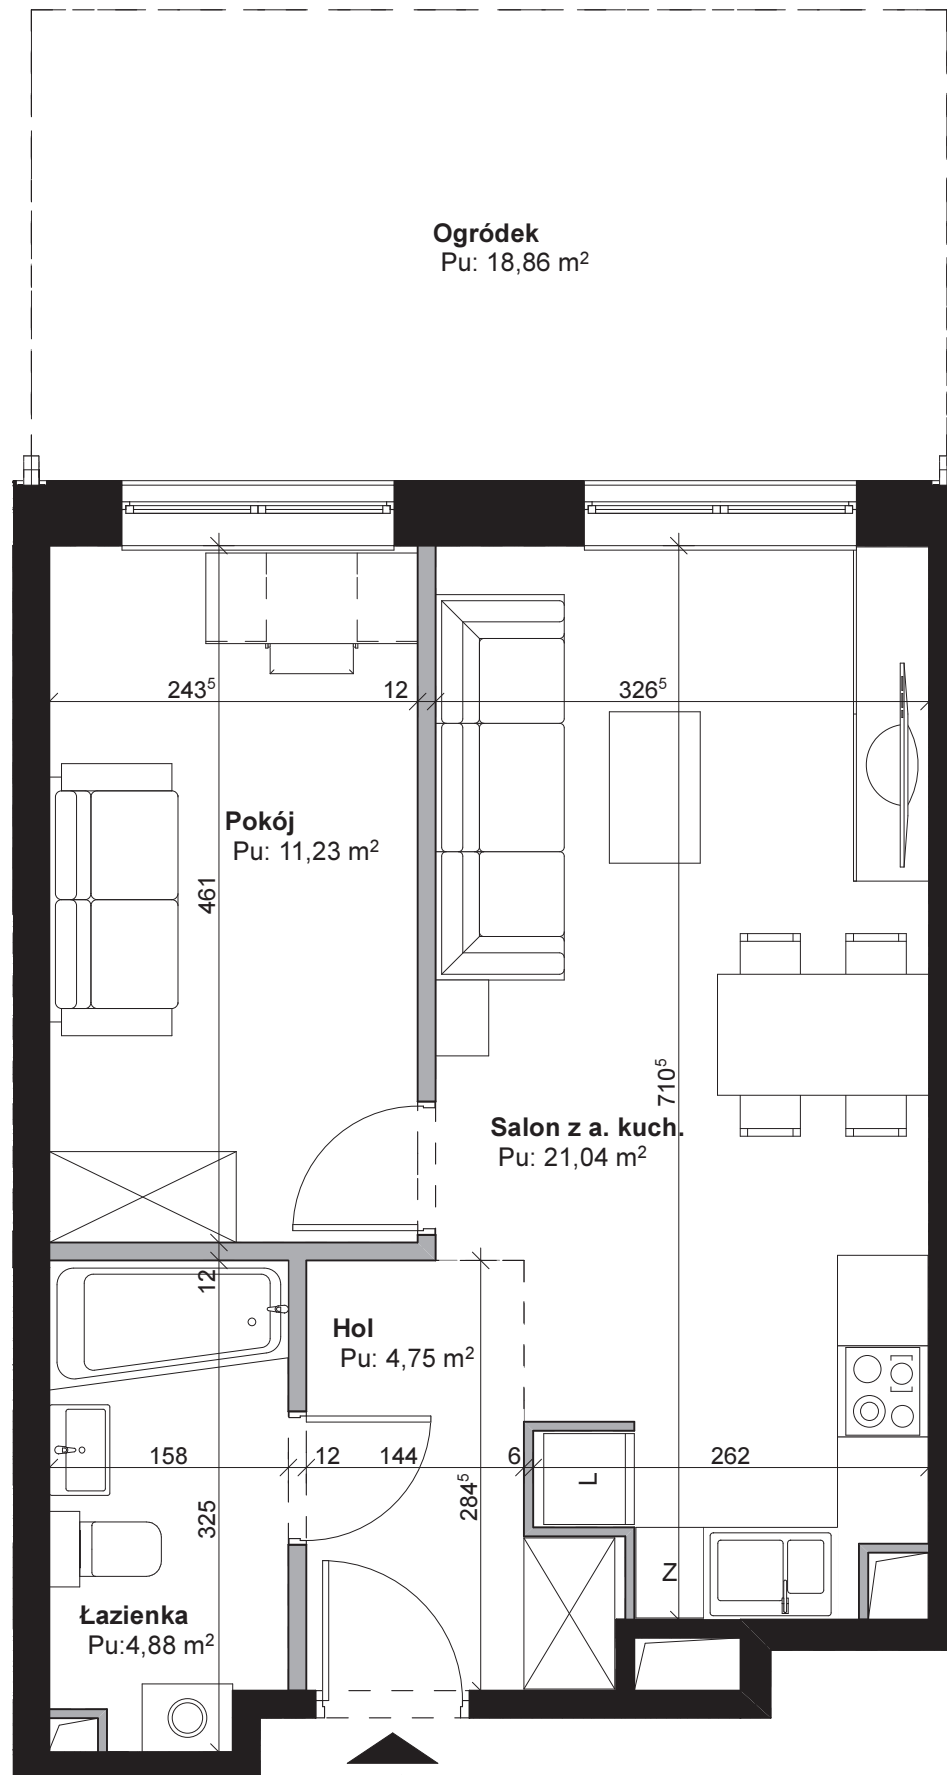 Ogródek
Pu: 18,86 m²
243⁵
12
326⁵
Pokój
Pu: 11,23 m²
461
710⁵
Salon z a. kuch.
Pu: 21,04 m²
12
Hol
Pu: 4,75 m²
158
12
144
6
262
L
325
284⁵
Z
Łazienka
Pu:4,88 m²